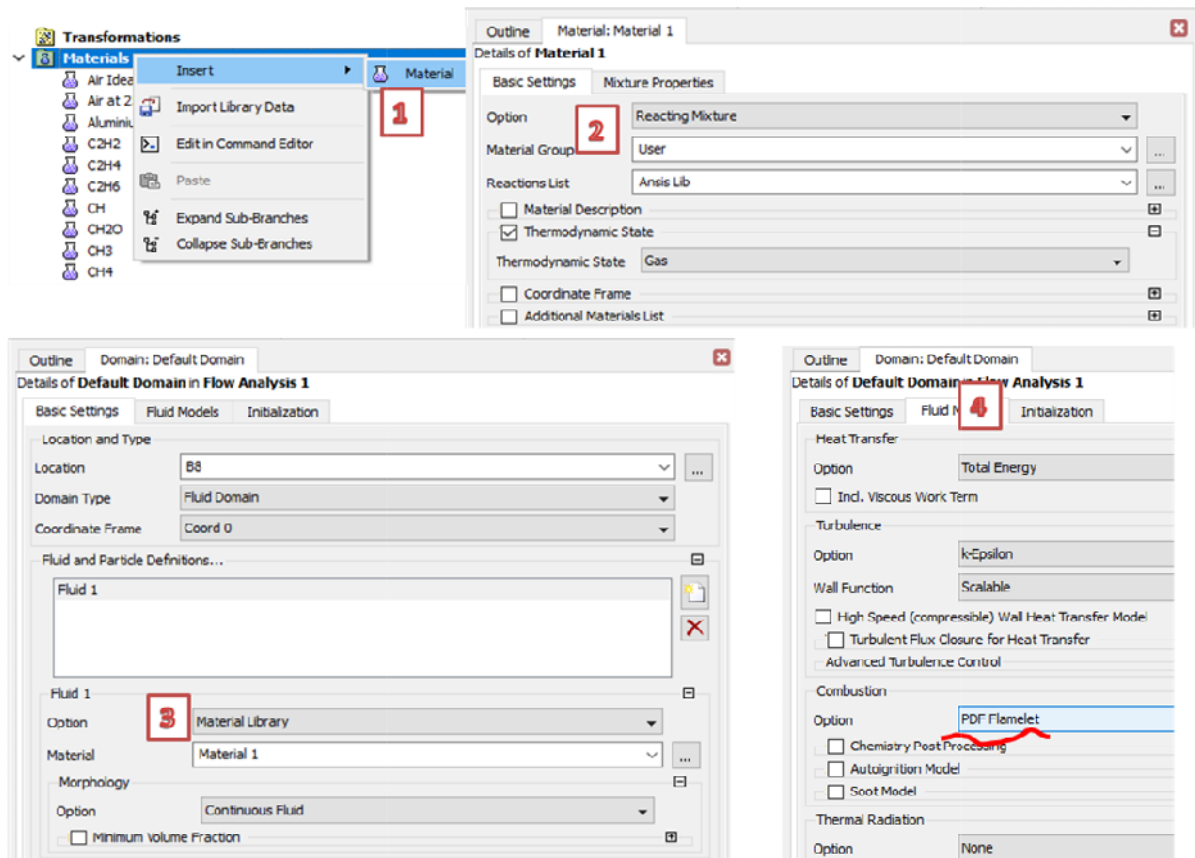 Transformations
Materials
Insert
Material
Air Idea
Import Library Data
Air at 2
Aluminiu
1
C2H2
Edit in Command Editor
C2H4
C2H6
Paste
CH
Expand Sub-Branches
CH2O
CH3
Collapse Sub-Branches
CH4
Outline Material: Material 1
Details of Material 1
Basic Settings Mixture Properties
Option Reacting Mixture
2
Material Group User ...
Reactions List Ansis Lib ...
Material Description
Thermodynamic State
Thermodynamic State Gas
Coordinate Frame
Additional Materials List
Outline Domain: Default Domain
Details of Default Domain in Flow Analysis 1
Basic Settings Fluid Models Initialization
Location and Type
Location B8 ...
Domain Type Fluid Domain
Coordinate Frame Coord 0
Fluid and Particle Definitions...
Fluid 1
Fluid 1
Option 3 Material Library
Material Material 1 ...
Morphology
Option Continuous Fluid
Minimum Volume Fraction
Outline Domain: Default Domain
Details of Default Domain in Flow Analysis 1
Basic Settings Fluid M 4 Initialization
Heat Transfer
Option Total Energy
Incl. Viscous Work Term
Turbulence
Option k-Epsilon
Wall Function Scalable
High Speed (compressible) Wall Heat Transfer Model
Turbulent Flux Closure for Heat Transfer
Advanced Turbulence Control
Combustion
Option PDF Flamelet
Chemistry Post Processing
Autoignition Model
Soot Model
Thermal Radiation
Option None